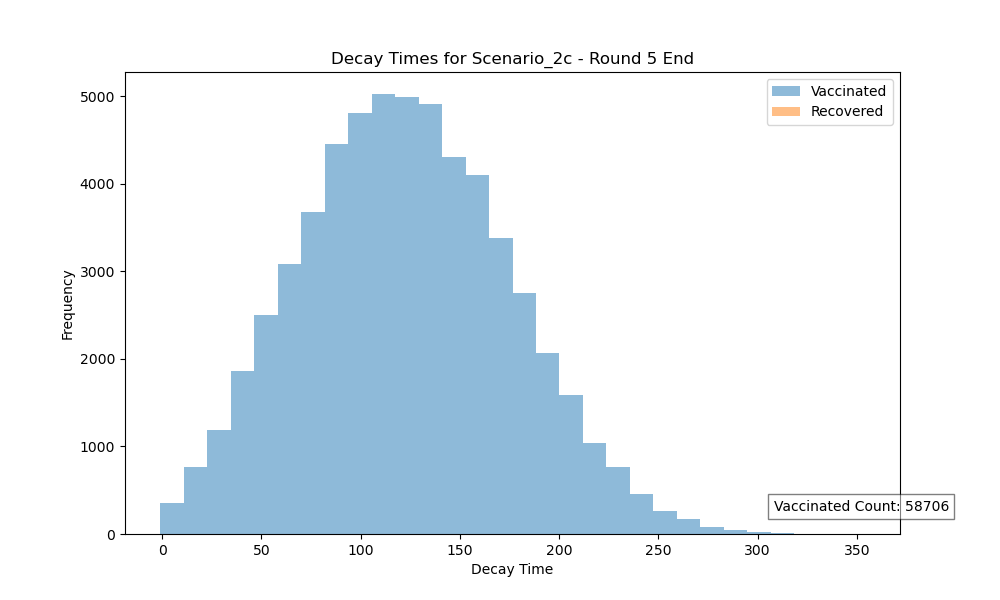 Decay Times for Scenario_2c - Round 5 End
Vaccinated
Recovered
5000
4000
3000
2000
1000
0
Frequency
Vaccinated Count: 58706
0
50
100
150
200
250
300
350
Decay Time